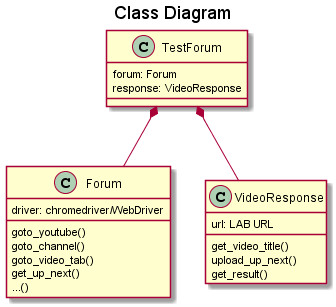 Class Diagram
C TestForum
forum: Forum
response: VideoResponse
C Forum
driver: chromedriver/WebDriver
goto_youtube()
goto_channel()
goto_video_tab()
get_up_next()
...()
C VideoResponse
url: LAB URL
get_video_title()
upload_up_next()
get_result()